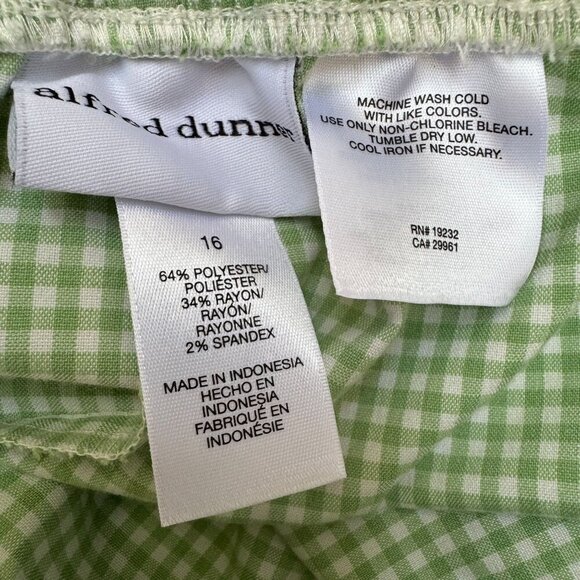 alfred dunner
16
64% POLYESTER/
POLIÉSTER
34% RAYON/
RAYÓN/
RAYONNE
2% SPANDEX
MADE IN INDONESIA
HECHO EN
INDONESIA
FABRIQUÉ EN
INDONÉSIE
MACHINE WASH COLD
WITH LIKE COLORS.
USE ONLY NON-CHLORINE BLEACH.
TUMBLE DRY LOW.
COOL IRON IF NECESSARY.
RN# 19232
CA# 29961